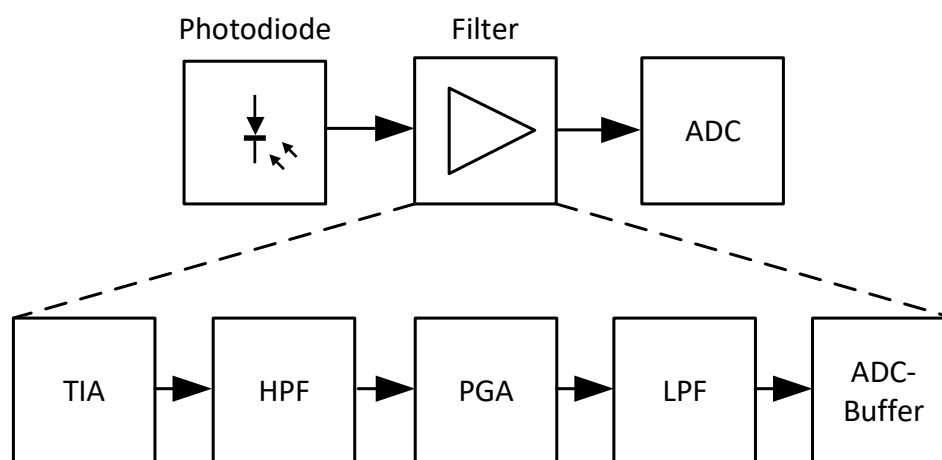 Photodiode
Filter
ADC
TIA
HPF
PGA
LPF
ADC-
Buffer